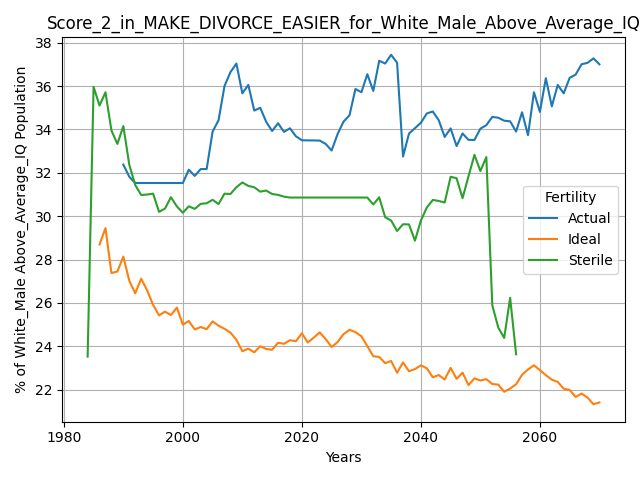 Score_2_in_MAKE_DIVORCE_EASIER_for_White_Male_Above_Average_IQ
% of White_Male Above_Average_IQ Population
38
36
34
32
30
28
26
24
22
Fertility
Actual
Ideal
Sterile
1980
2000
2020
2040
2060
Years